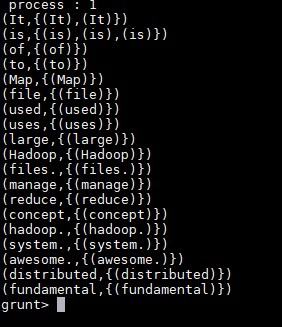 process : 1
(It,{(It),(It)})
(is,{(is),(is),(is)})
(of,{(of)})
(to,{(to)})
(Map,{(Map)})
(file,{(file)})
(used,{(used)})
(uses,{(uses)})
(large,{(large)})
(Hadoop,{(Hadoop)})
(files.,{(files.)})
(manage,{(manage)})
(reduce,{(reduce)})
(concept,{(concept)})
(hadoop.,{(hadoop.)})
(system.,{(system.)})
(awesome.,{(awesome.)})
(distributed,{(distributed)})
(fundamental,{(fundamental)})
grunt>